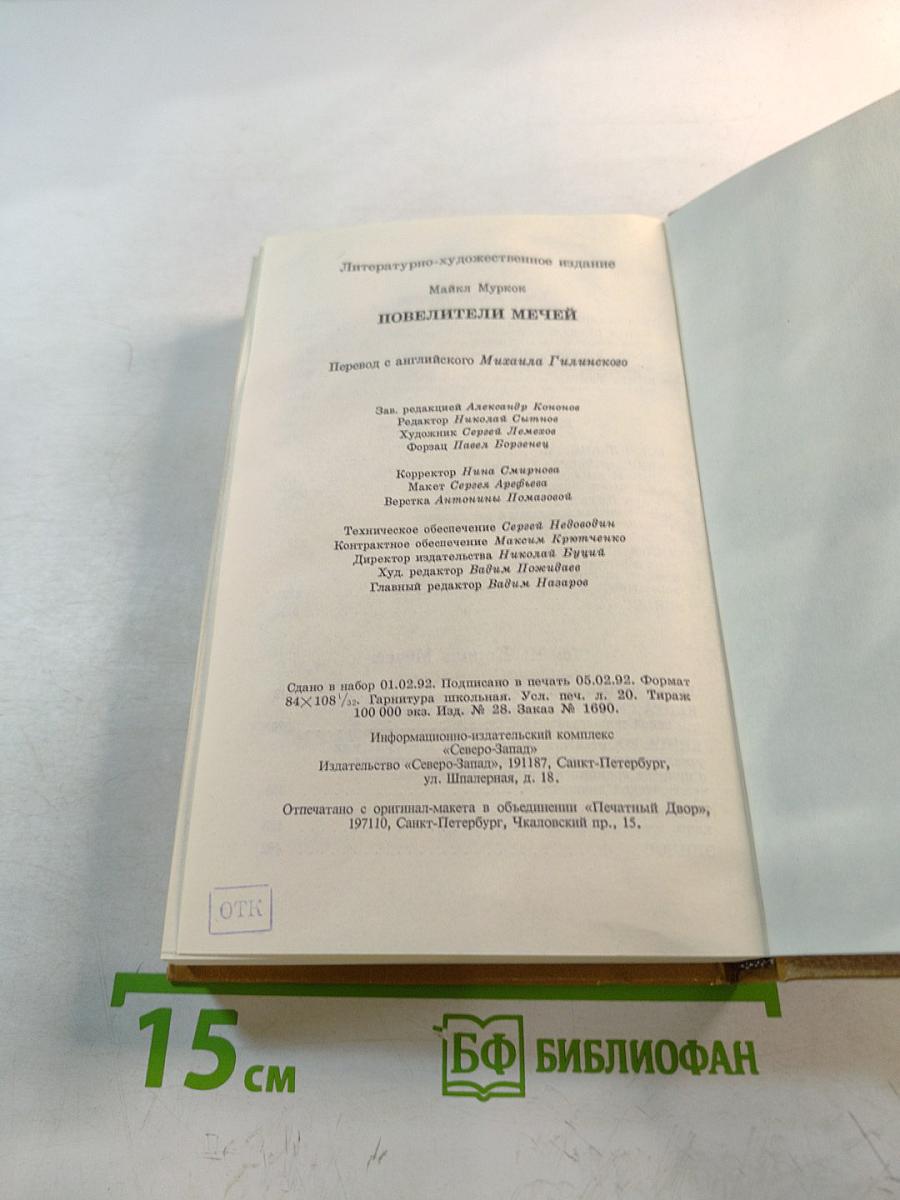 Литературно-художественное издание
Майкл Муркок
ПОВЕЛИТЕЛИ МЕЧЕЙ
Перевод с английского Михаила Гилинского
Зав. редакцией Александр Кононов
Редактор Николай Сытнов
Художник Сергей Лемехов
Форзац Павел Борзенец
Корректор Нина Смирнова
Макет Сергея Арефьева
Верстка Антонины Помазовой
Техническое обеспечение Сергей Недоводин
Контрактное обеспечение Максим Крютченко
Директор издательства Николай Буций
Худ. редактор Вадим Пожидаев
Главный редактор Вадим Назаров
Сдано в набор 01.02.92. Подписано в печать 05.02.92. Формат
84×108 1/32. Гарнитура школьная. Усл. печ. л. 20. Тираж
100 000 экз. Изд. № 28. Заказ № 1690.
Информационно-издательский комплекс
«Северо-Запад»
Издательство «Северо-Запад», 191187, Санкт-Петербург,
ул. Шпалерная, д. 18.
Отпечатано с оригинал-макета в объединении «Печатный Двор»,
197110, Санкт-Петербург, Чкаловский пр., 15.
ОТК
15 см
БФ БИБЛИОФАН